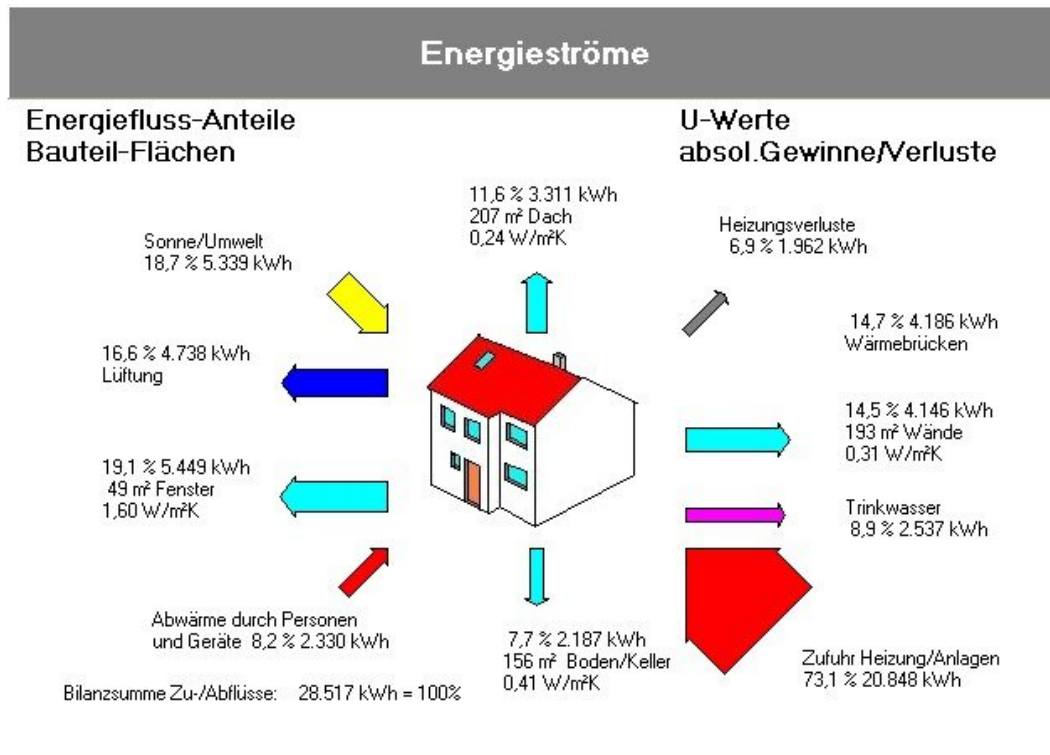 Energieströme
Energiefluss-Anteile
Bauteil-Flächen
U-Werte
absol.Gewinne/Verluste
11,6 % 3.311 kWh
207 m² Dach
0,24 W/m²K
Sonne/Umwelt
18,7 % 5.339 kWh
Heizungsverluste
6,9 % 1.962 kWh
14,7 % 4.186 kWh
Wärmebrücken
16,6 % 4.738 kWh
Lüftung
14,5 % 4.146 kWh
193 m² Wände
0,31 W/m²K
19,1 % 5.449 kWh
49 m² Fenster
1,60 W/m²K
Trinkwasser
8,9 % 2.537 kWh
Abwärme durch Personen
und Geräte 8,2 % 2.330 kWh
7,7 % 2.187 kWh
156 m² Boden/Keller
0,41 W/m²K
Zufuhr Heizung/Anlagen
73,1 % 20.848 kWh
Bilanzsumme Zu-/Abflüsse: 28.517 kWh = 100%